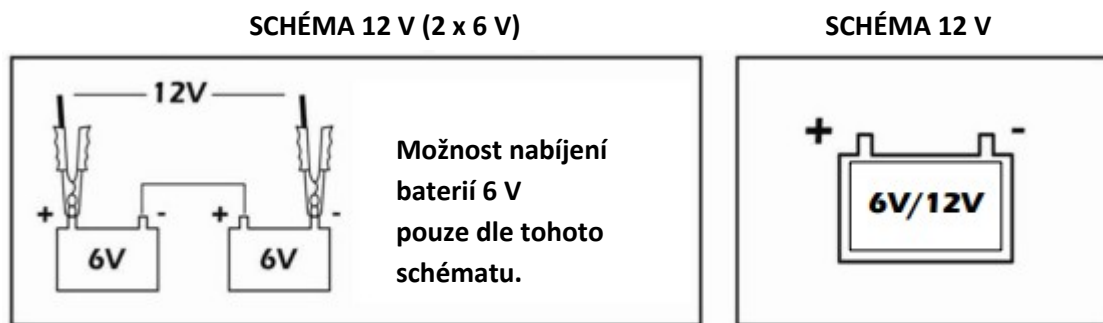 SCHÉMA 12 V (2 x 6 V)
SCHÉMA 12 V
12V
+ - + -
6V 6V
Možnost nabíjení
baterií 6 V
pouze dle tohoto
schématu.
+ -
6V/12V